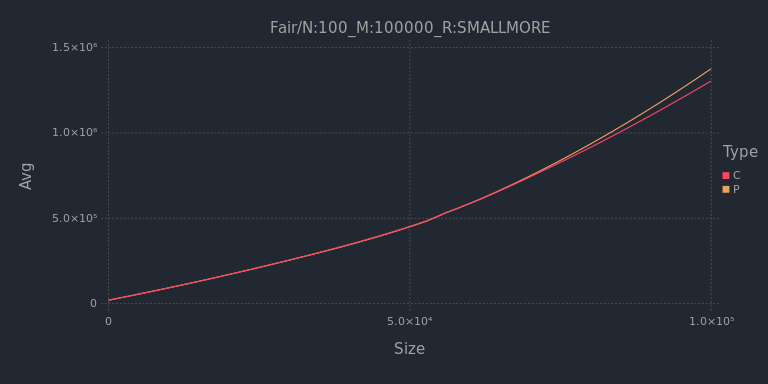 Fair/N:100_M:100000_R:SMALLMORE
1.5×10⁶
1.0×10⁶
5.0×10⁵
0
Avg
0
5.0×10⁴
1.0×10⁵
Size
Type
C
P